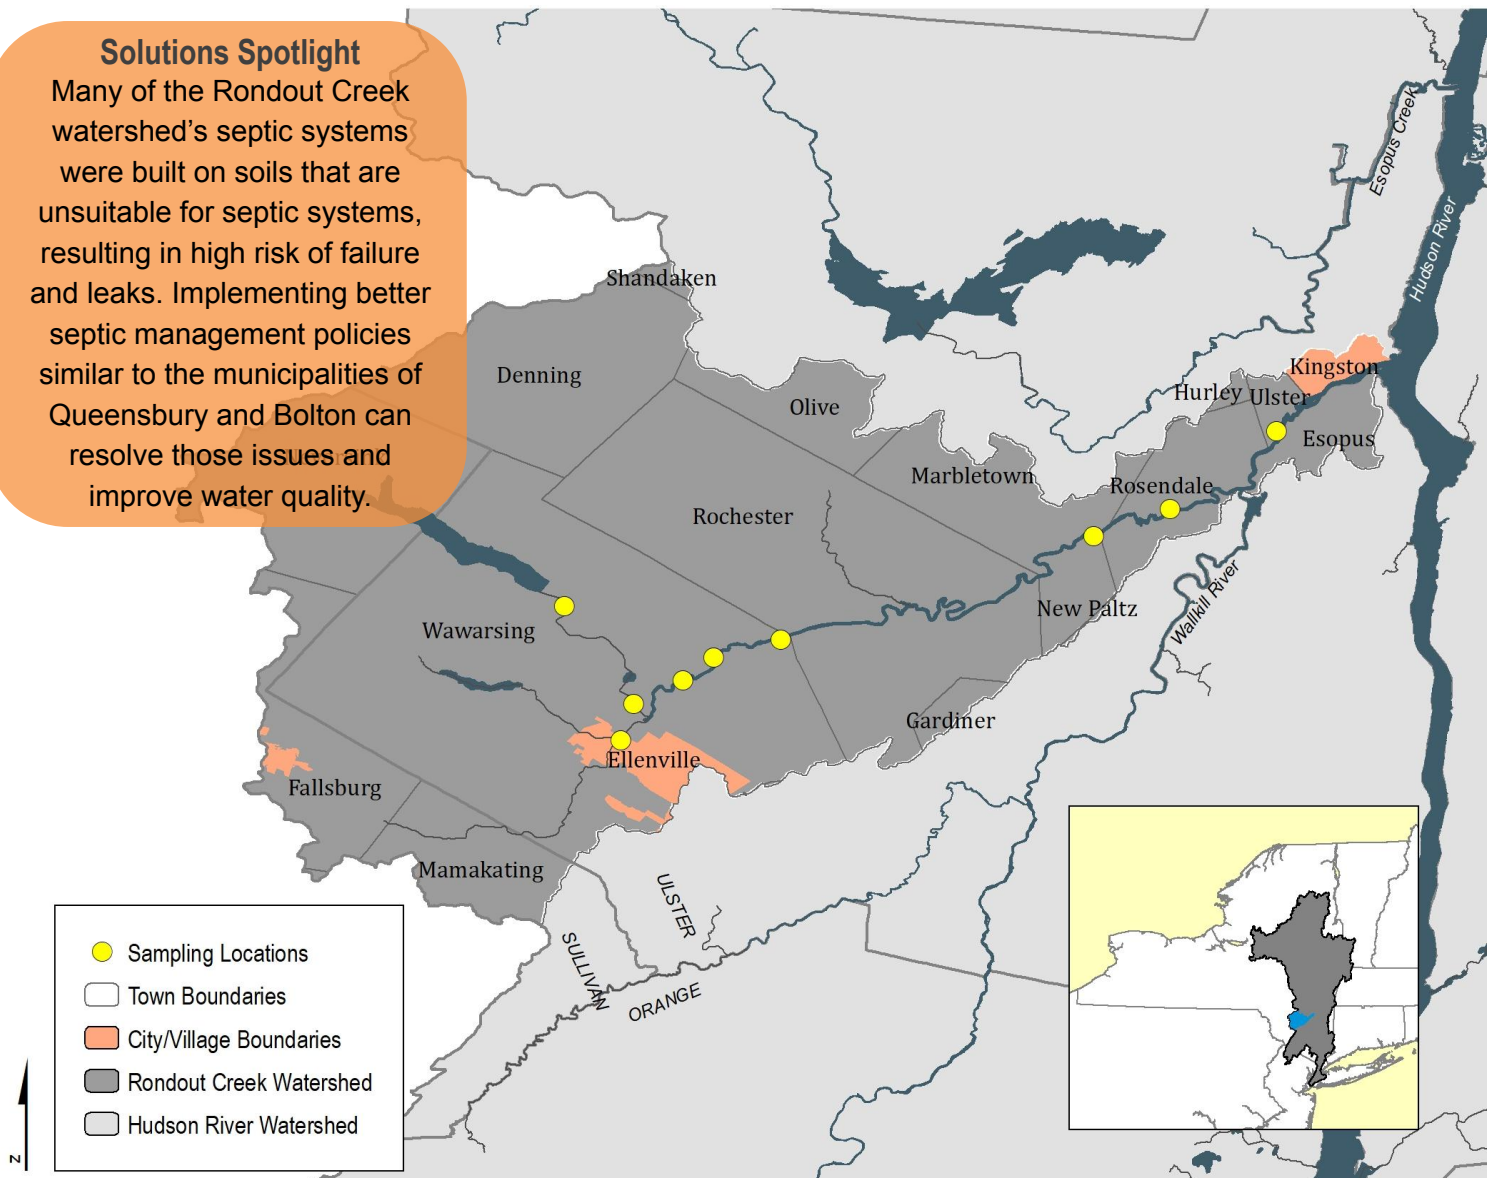 Solutions Spotlight
Many of the Rondout Creek
watershed's septic systems
were built on soils that are
unsuitable for septic systems,
resulting in high risk of failure
and leaks. Implementing better
septic management policies
similar to the municipalities of
Queensbury and Bolton can
resolve those issues and
improve water quality.
Esopus Creek
Hudson River
Shandaken
Denning
Olive
Kingston
Hurley
Ulster
Esopus
Marbletown
Rosendale
Rochester
New Paltz
Wallkill River
Wawarsing
Gardiner
Ellenville
Fallsburg
Mamakating
ULSTER
SULLIVAN
ORANGE
Sampling Locations
Town Boundaries
City/Village Boundaries
Rondout Creek Watershed
Hudson River Watershed
N